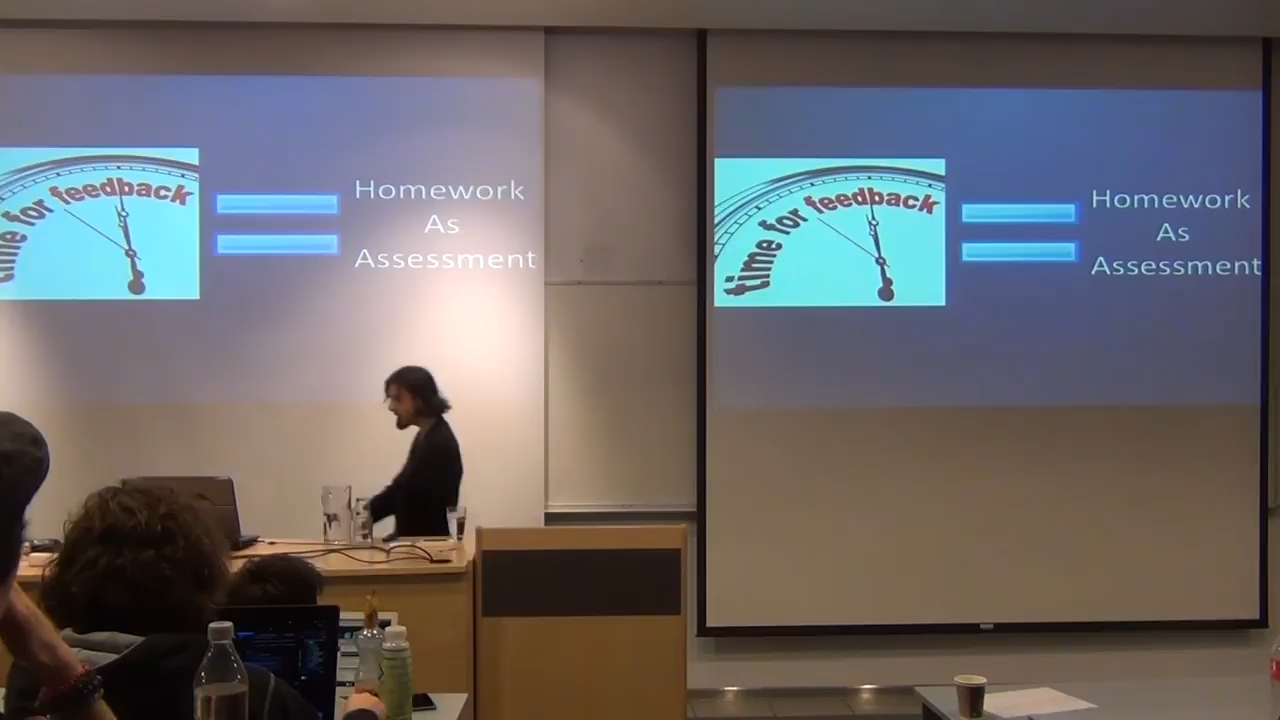 time for feedback
Homework
As
Assessment
time for feedback
Homework
As
Assessment